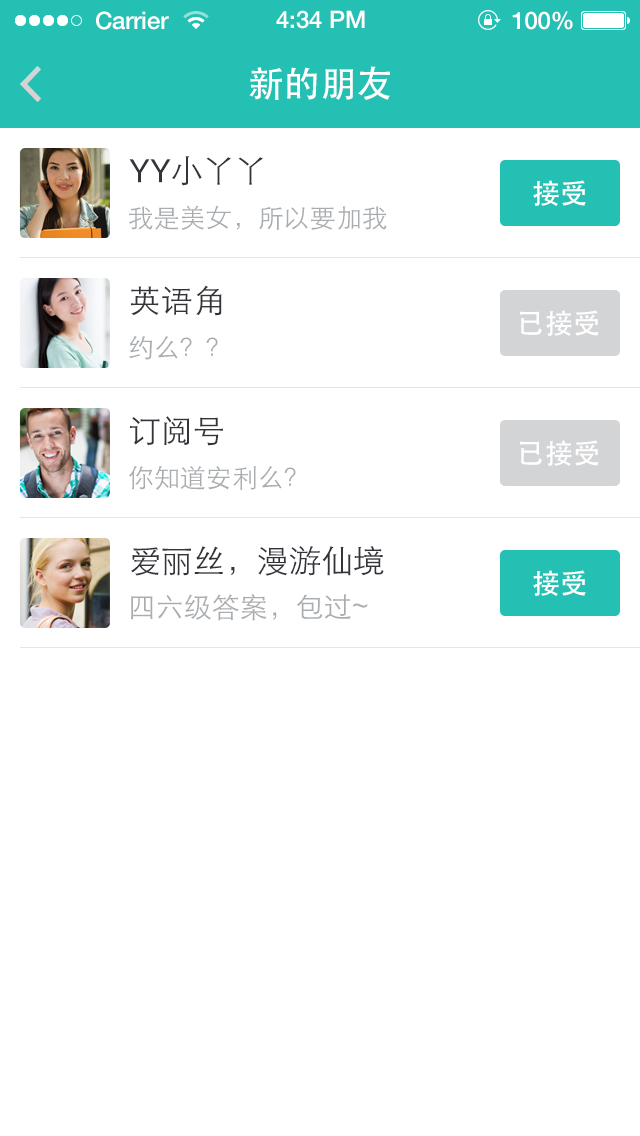 Carrier 4:34 PM 100%
新的朋友
YY小丫丫
我是美女，所以要加我
接受
英语角
约么？？
已接受
订阅号
你知道安利么？
已接受
爱丽丝，漫游仙境
四六级答案，包过~
接受